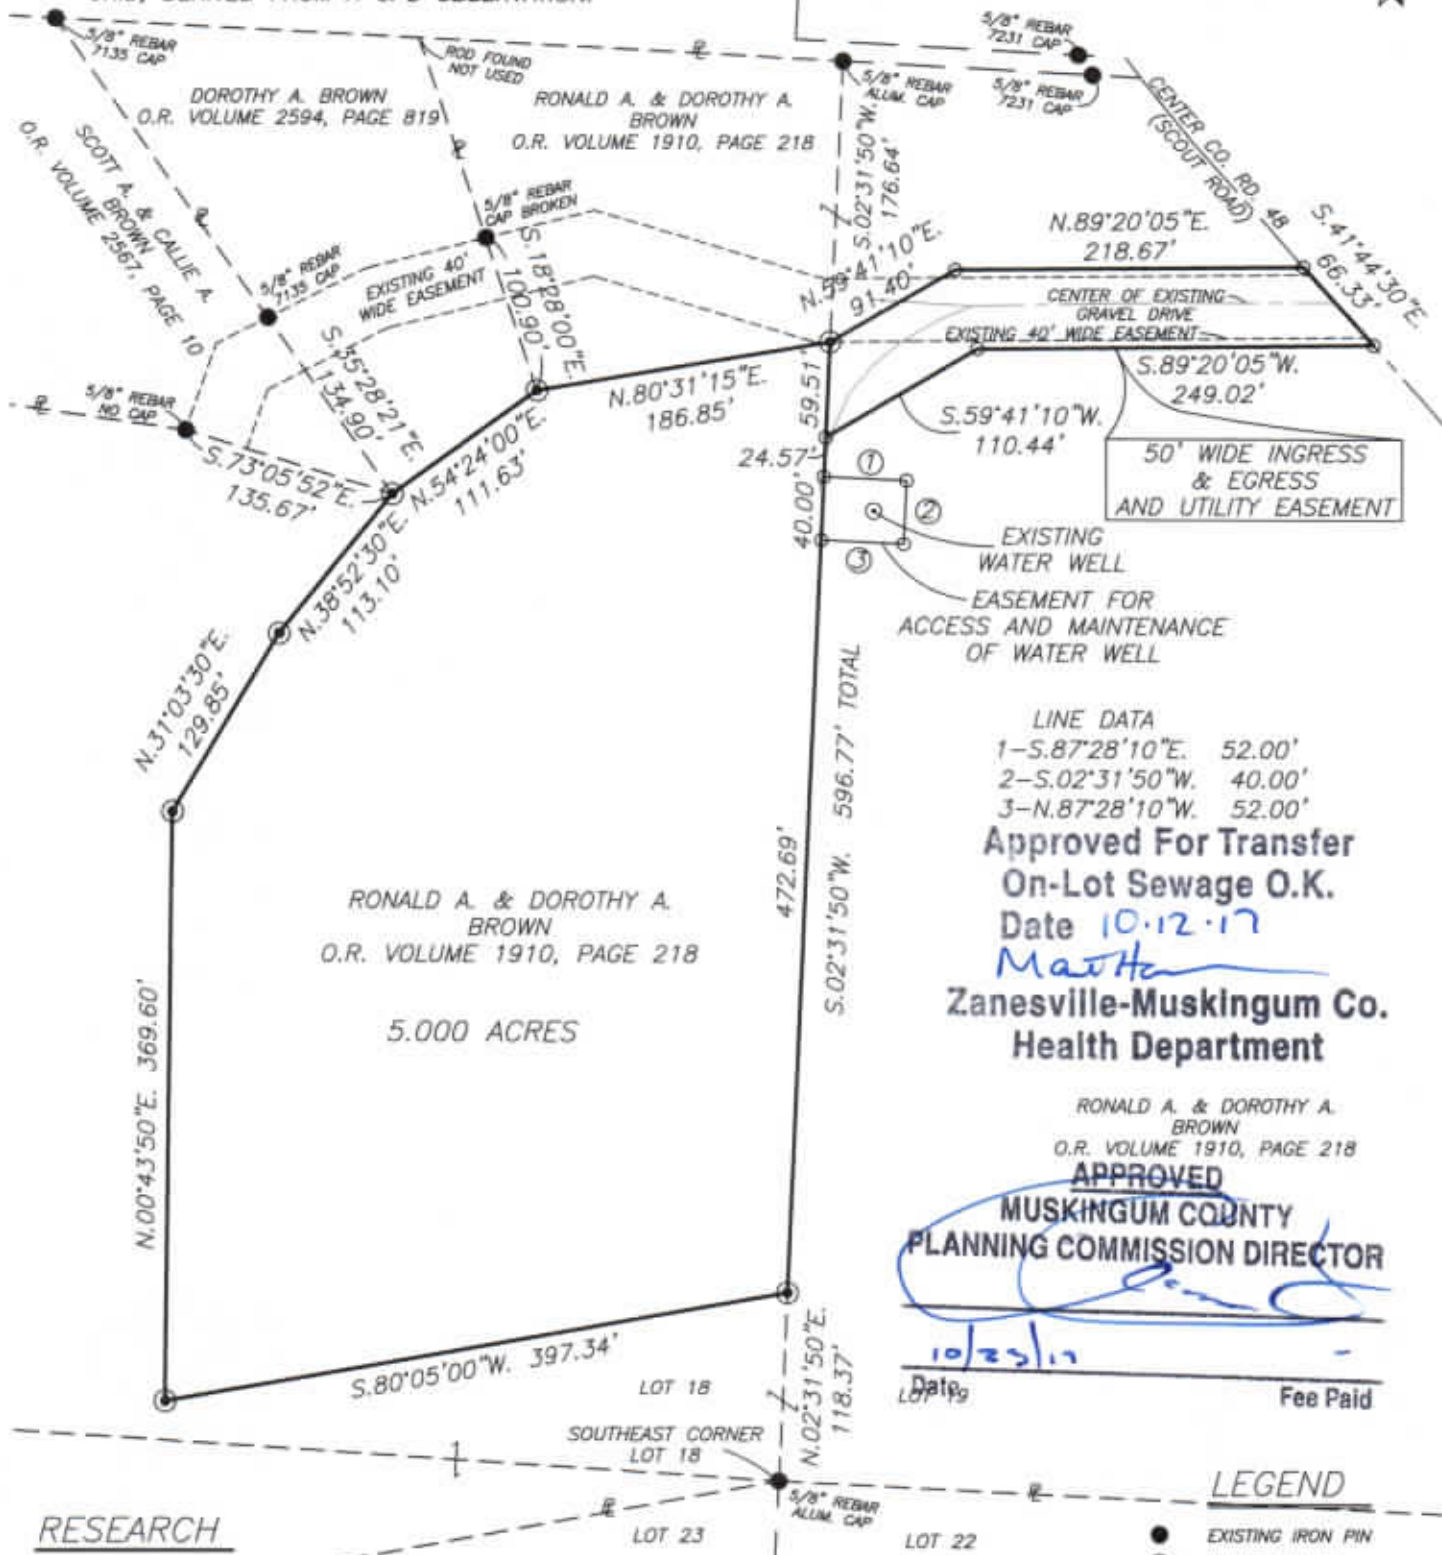 5/8" REBAR
7135 CAP
ROD FOUND
NOT USED
5/8" REBAR
7231 CAP
5/8" REBAR
ALUM. CAP
5/8" REBAR
7231 CAP
CENTER CO. RD. 48
(SCOUT ROAD)
DOROTHY A. BROWN
O.R. VOLUME 2594, PAGE 819
RONALD A. & DOROTHY A.
BROWN
O.R. VOLUME 1910, PAGE 218
S.02°31'50"W.
176.64'
SCOTT A. & CALLIE A.
BROWN
O.R. VOLUME 2567, PAGE 10
5/8" REBAR
CAP BROKEN
5/8" REBAR
7135 CAP
EXISTING 40'
WIDE EASEMENT
S.18°28'00"E.
100.90'
N.59°41'10"E.
91.40'
N.89°20'05"E.
218.67'
S.41°44'30"E.
66.33'
CENTER OF EXISTING
GRAVEL DRIVE
EXISTING 40' WIDE EASEMENT
S.89°20'05"W.
249.02'
S.59°41'10"W.
110.44'
50' WIDE INGRESS
& EGRESS
AND UTILITY EASEMENT
5/8" REBAR
NO CAP
S.35°28'21"E.
134.90'
S.73°05'52"E.
135.67'
N.80°31'15"E.
186.85'
N.54°24'00"E.
111.63'
N.38°52'30"E.
113.10'
N.31°03'30"E.
129.85'
59.51'
24.57'
40.00'
1
2
3
EXISTING
WATER WELL
EASEMENT FOR
ACCESS AND MAINTENANCE
OF WATER WELL
472.69'
S.02°31'50"W. 596.77' TOTAL
LINE DATA
1-S.87°28'10"E. 52.00'
2-S.02°31'50"W. 40.00'
3-N.87°28'10"W. 52.00'
Approved For Transfer
On-Lot Sewage O.K.
Date 10.12.17
Zanesville-Muskingum Co.
Health Department
RONALD A. & DOROTHY A.
BROWN
O.R. VOLUME 1910, PAGE 218
5.000 ACRES
N.00°43'50"E. 369.60'
RONALD A. & DOROTHY A.
BROWN
O.R. VOLUME 1910, PAGE 218
APPROVED
MUSKINGUM COUNTY
PLANNING COMMISSION DIRECTOR
Date
Fee Paid
LOT 19
S.80°05'00"W. 397.34'
LOT 18
N.02°31'50"E.
118.37'
SOUTHEAST CORNER
LOT 18
5/8" REBAR
ALUM. CAP
LOT 23
LOT 22
RESEARCH
LEGEND
EXISTING IRON PIN